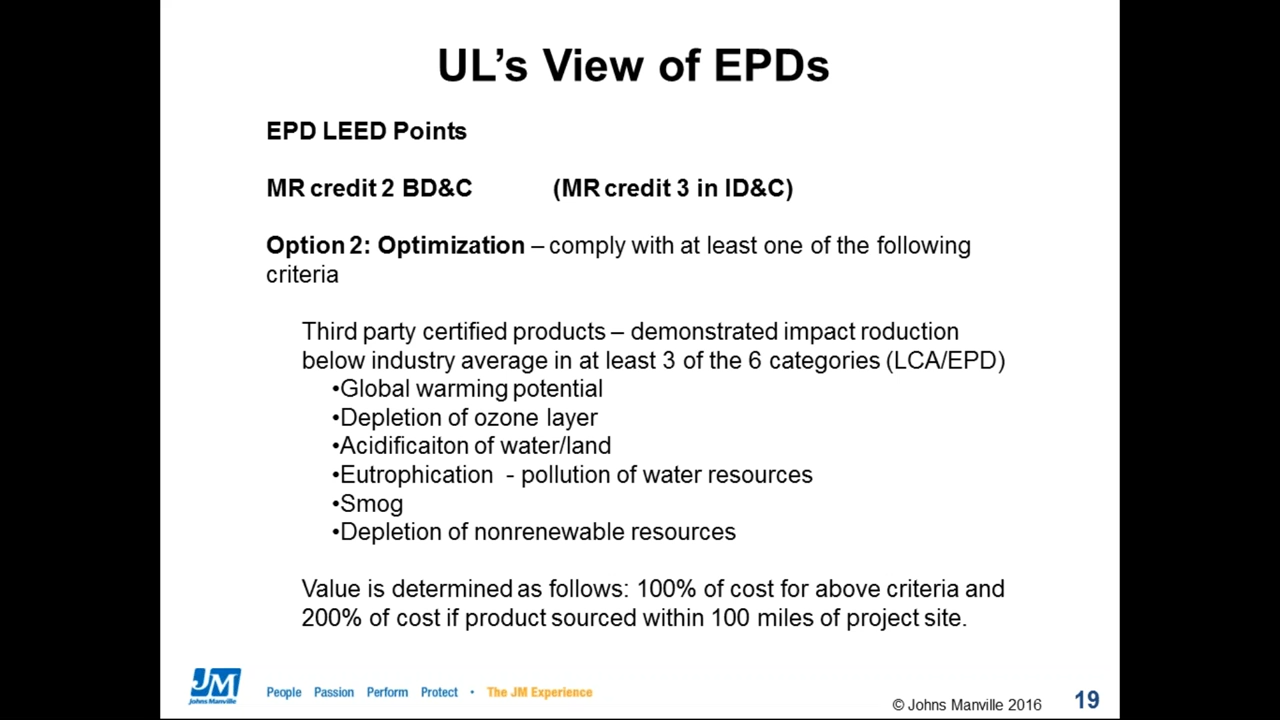 UL's View of EPDs
EPD LEED Points
MR credit 2 BD&C (MR credit 3 in ID&C)
Option 2: Optimization – comply with at least one of the following
criteria
Third party certified products – demonstrated impact roduction
below industry average in at least 3 of the 6 categories (LCA/EPD)
•Global warming potential
•Depletion of ozone layer
•Acidificaiton of water/land
•Eutrophication - pollution of water resources
•Smog
•Depletion of nonrenewable resources
Value is determined as follows: 100% of cost for above criteria and
200% of cost if product sourced within 100 miles of project site.
JM
Johns Manville
People Passion Perform Protect • The JM Experience
© Johns Manville 2016
19